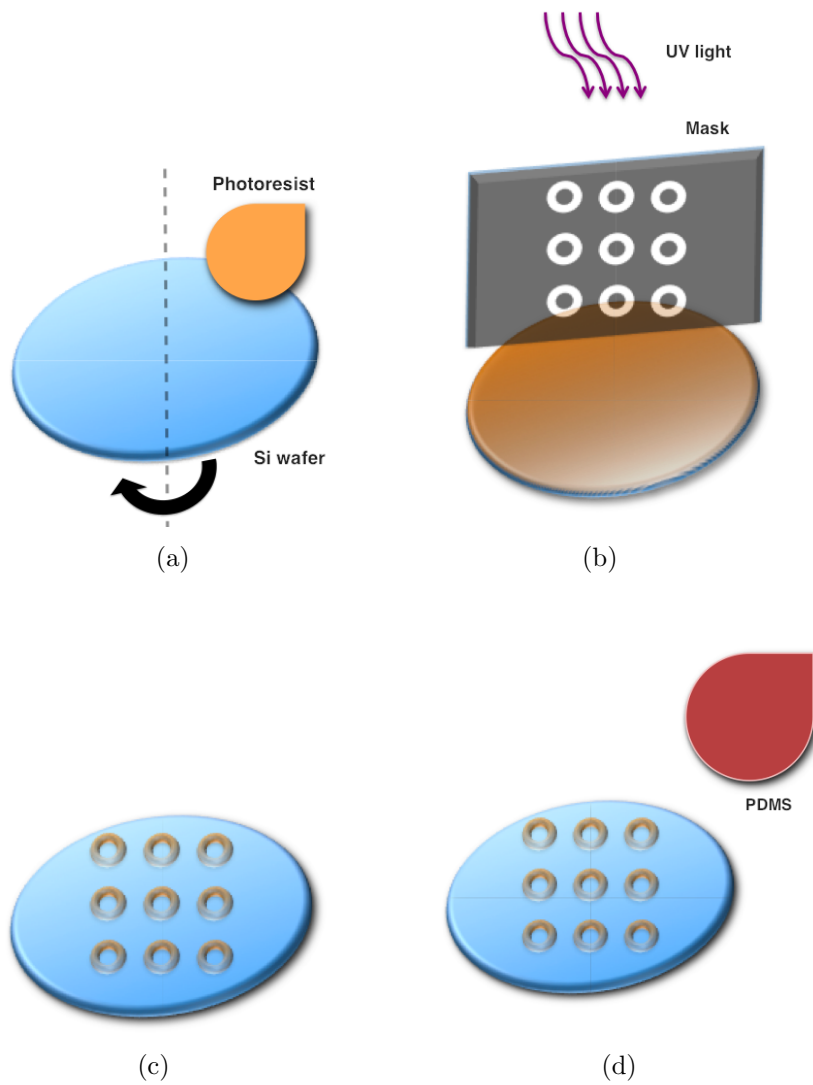 UV light
Mask
Photoresist
Si wafer
(a)
(b)
PDMS
(c)
(d)